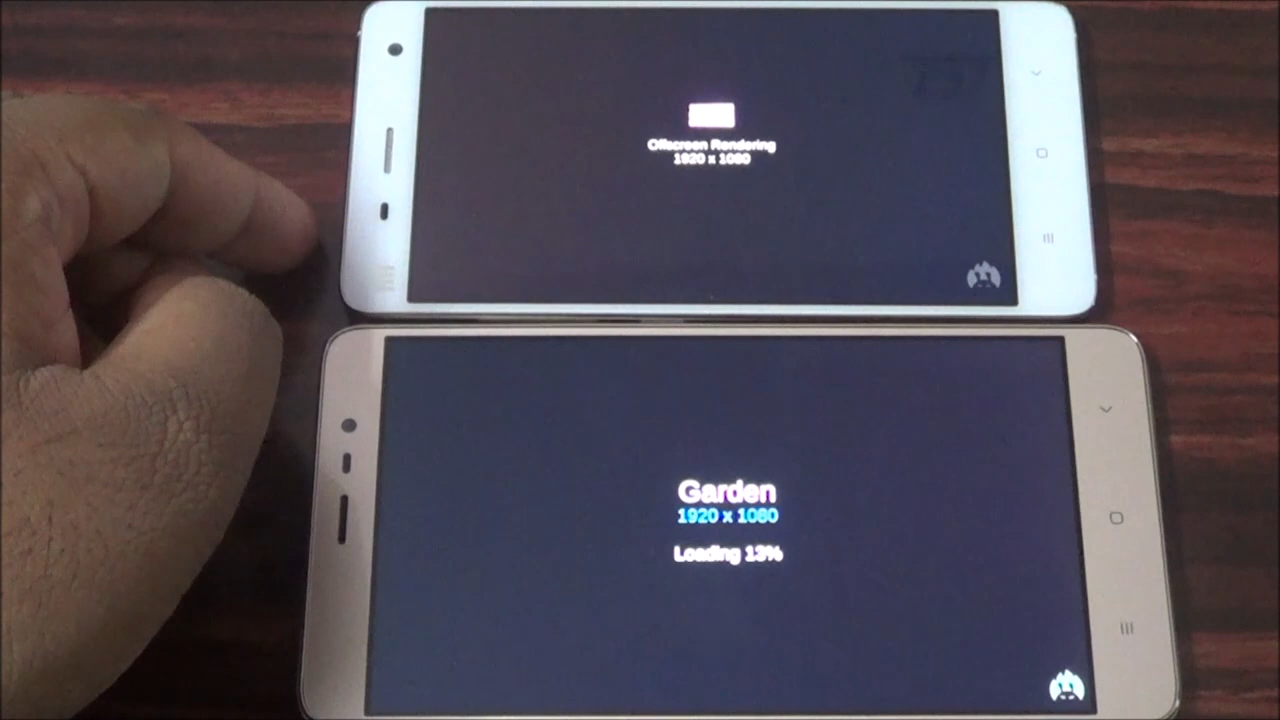 Offscreen Rendering
1920 x 1080
Garden
1920 x 1080
Loading 13%